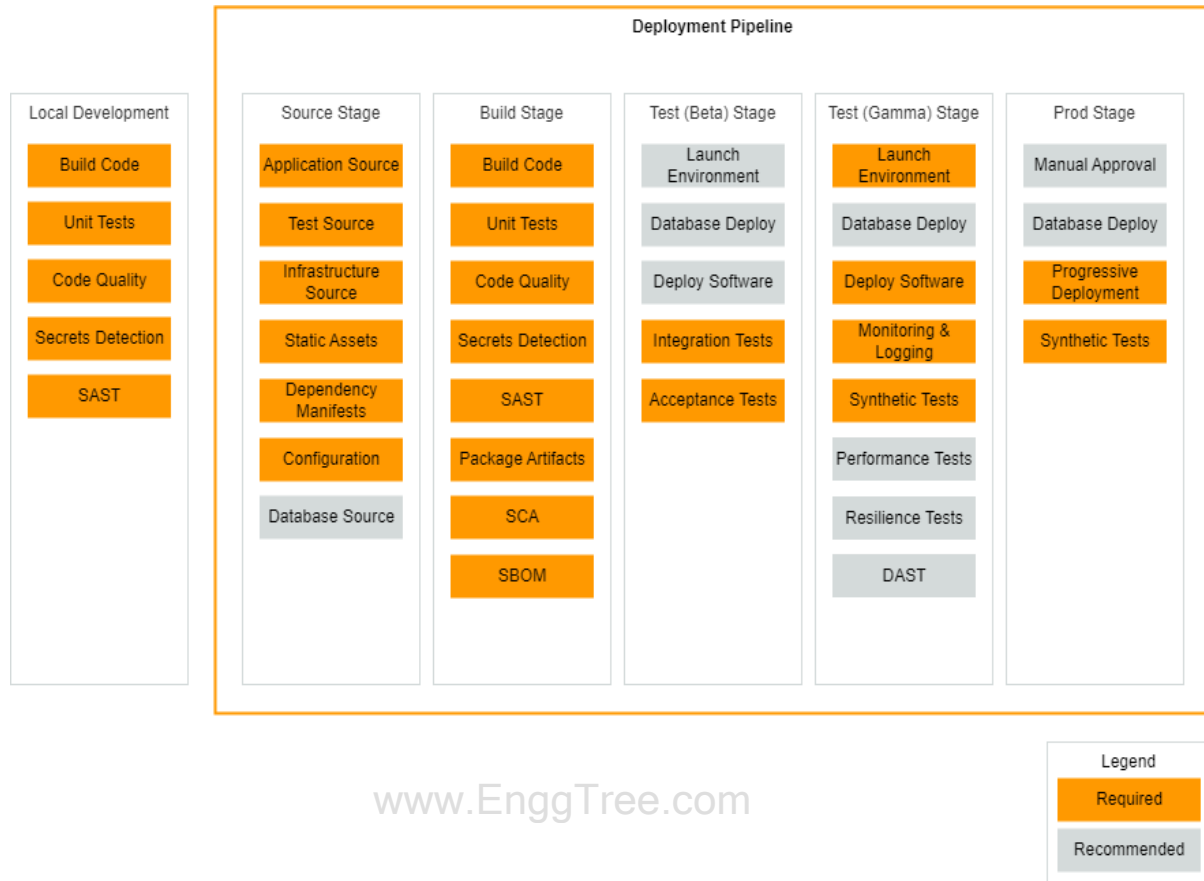 Deployment Pipeline
Local Development
Build Code
Unit Tests
Code Quality
Secrets Detection
SAST
Source Stage
Application Source
Test Source
Infrastructure
Source
Static Assets
Dependency
Manifests
Configuration
Database Source
Build Stage
Build Code
Unit Tests
Code Quality
Secrets Detection
SAST
Package Artifacts
SCA
SBOM
Test (Beta) Stage
Launch
Environment
Database Deploy
Deploy Software
Integration Tests
Acceptance Tests
Test (Gamma) Stage
Launch
Environment
Database Deploy
Deploy Software
Monitoring &
Logging
Synthetic Tests
Performance Tests
Resilience Tests
DAST
Prod Stage
Manual Approval
Database Deploy
Progressive
Deployment
Synthetic Tests
Legend
Required
Recommended
www.EnggTree.com